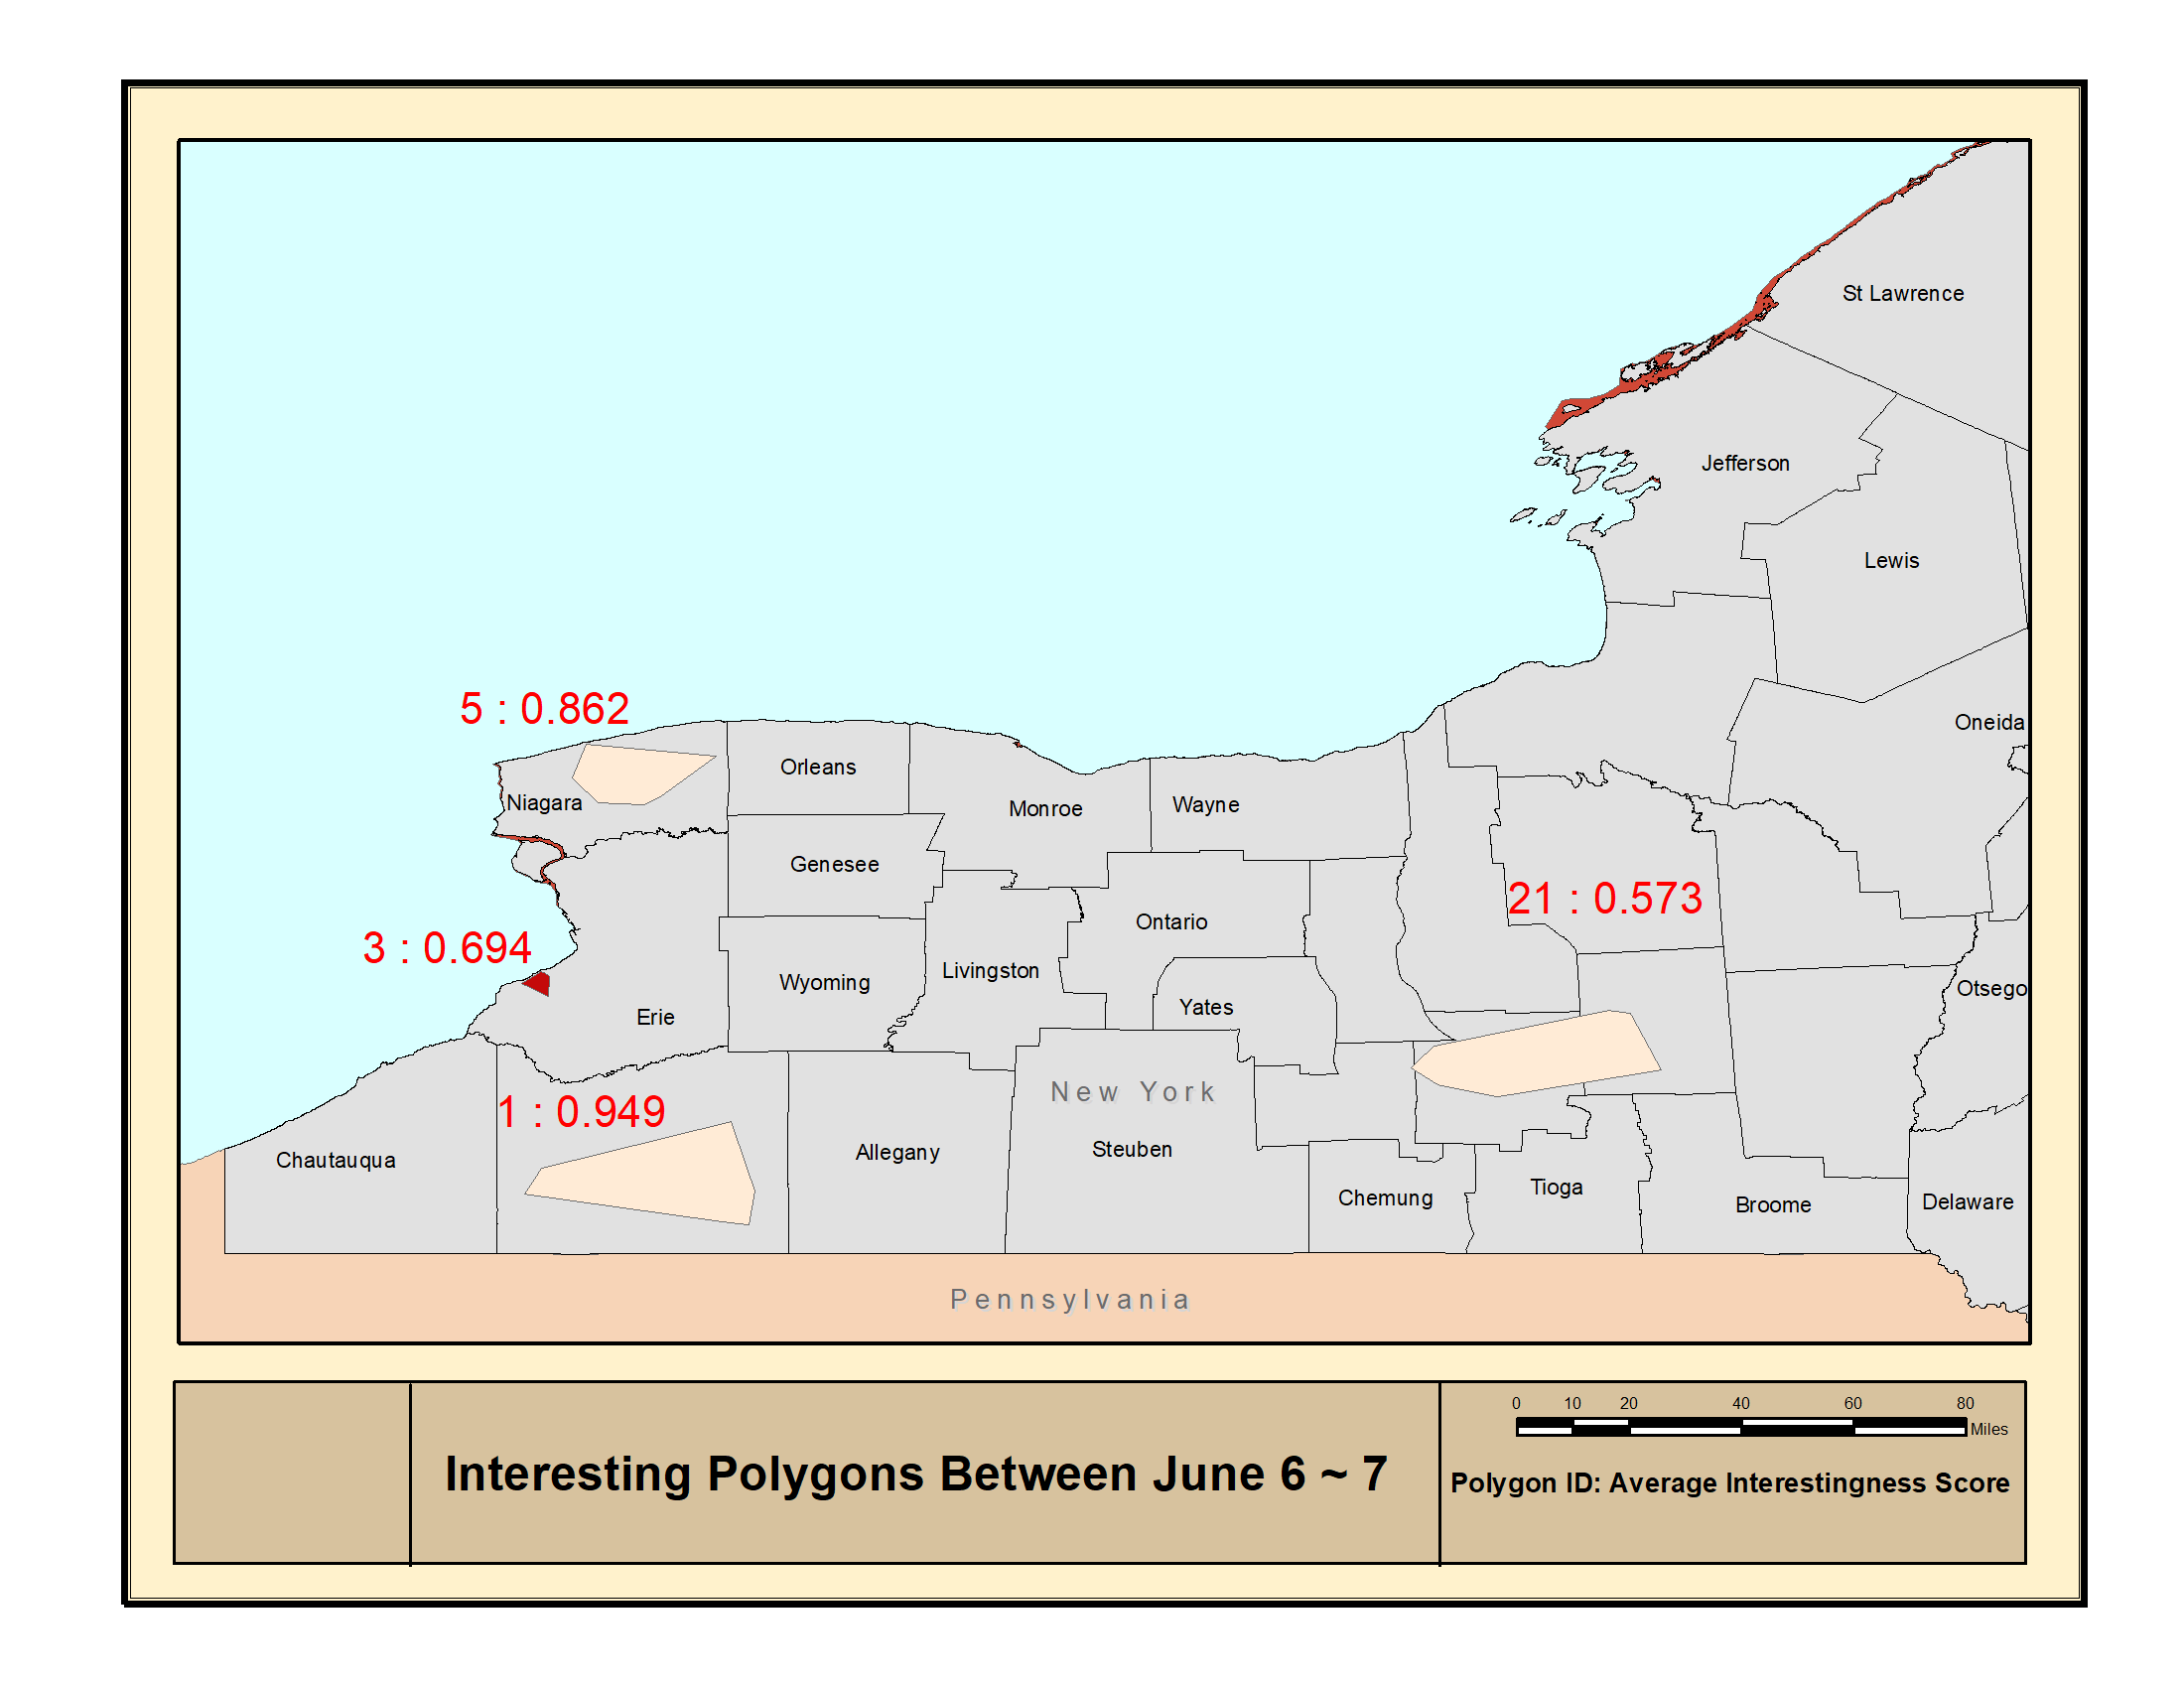 St Lawrence
Jefferson
Lewis
5 : 0.862
Oneida
Orleans
Niagara
Monroe
Wayne
Genesee
21 : 0.573
Ontario
3 : 0.694
Livingston
Wyoming
Otsego
Yates
Erie
New York
1 : 0.949
Steuben
Allegany
Chautauqua
Tioga
Chemung
Broome
Delaware
Pennsylvania
0 10 20 40 60 80
Miles
Interesting Polygons Between June 6 ~ 7
Polygon ID: Average Interestingness Score